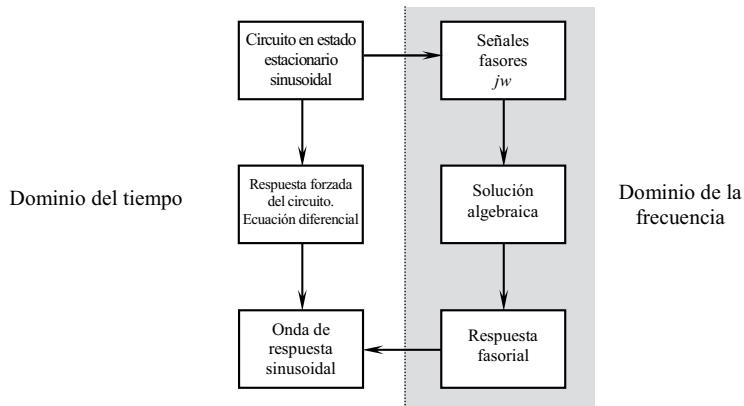 Circuito en estado
estacionario
sinusoidal
Señales
fasores
jw
Dominio del tiempo
Respuesta forzada
del circuito.
Ecuación diferencial
Solución
algebraica
Dominio de la
frecuencia
Onda de
respuesta
sinusoidal
Respuesta
fasorial